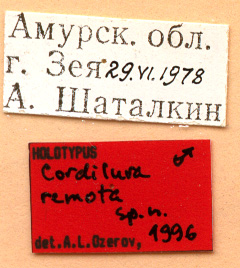 Амурск. обл.
г. Зея 29.VI.1978
А. Шаталкин
HOLOTYPUS ♂
Cordilura
remota
sp. n.
1996
det. A.L.Ozerov,